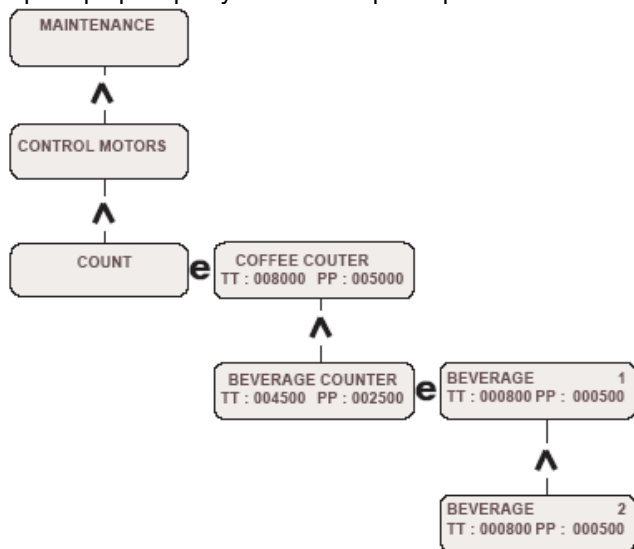 MAINTENANCE
^
CONTROL MOTORS
^
COUNT
e
COFFEE COUTER
TT : 008000 PP : 005000
^
BEVERAGE COUNTER
TT : 004500 PP : 002500
e
BEVERAGE 1
TT : 000800 PP : 000500
^
BEVERAGE 2
TT : 000800 PP : 000500